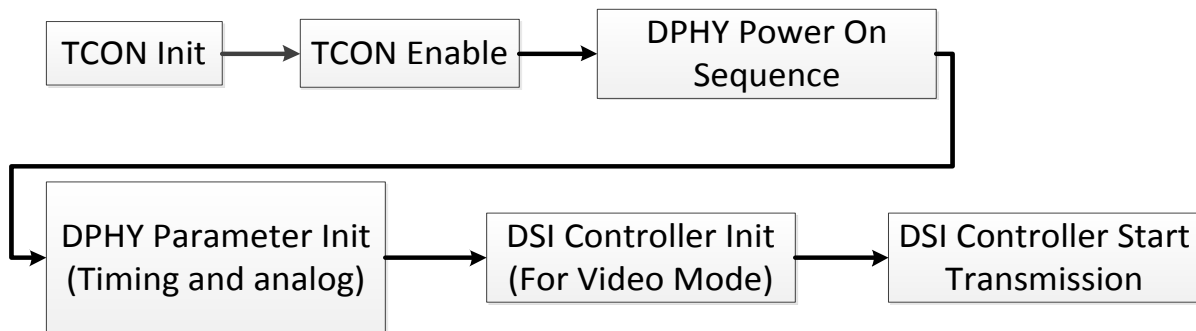 TCON Init
TCON Enable
DPHY Power On
Sequence
DPHY Parameter Init
(Timing and analog)
DSI Controller Init
(For Video Mode)
DSI Controller Start
Transmission